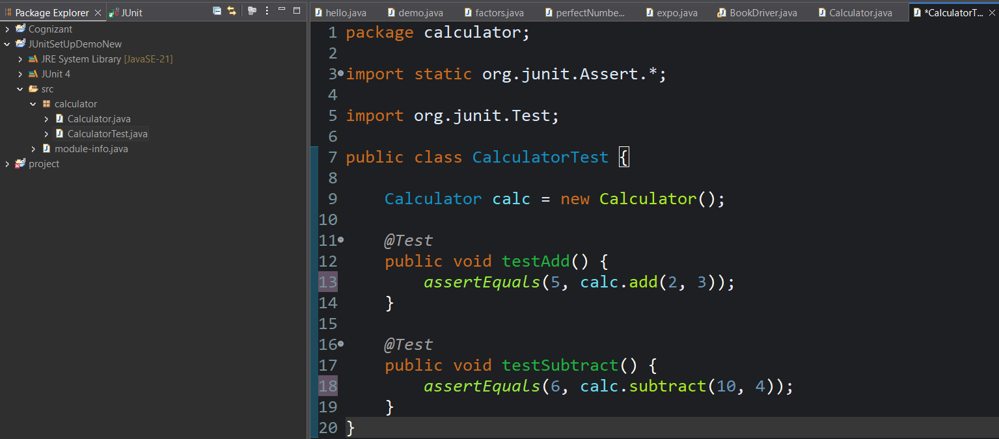 Package Explorer JUnit
Cognizant
JUnitSetUpDemoNew
JRE System Library [JavaSE-21]
JUnit 4
src
calculator
Calculator.java
CalculatorTest.java
module-info.java
project
hello.java demo.java factors.java perfectNumbe... expo.java BookDriver.java Calculator.java *CalculatorT...
1 package calculator;
2
3 import static org.junit.Assert.*;
4
5 import org.junit.Test;
6
7 public class CalculatorTest {
8
9 Calculator calc = new Calculator();
10
11 @Test
12 public void testAdd() {
13 assertEquals(5, calc.add(2, 3));
14 }
15
16 @Test
17 public void testSubtract() {
18 assertEquals(6, calc.subtract(10, 4));
19 }
20 }